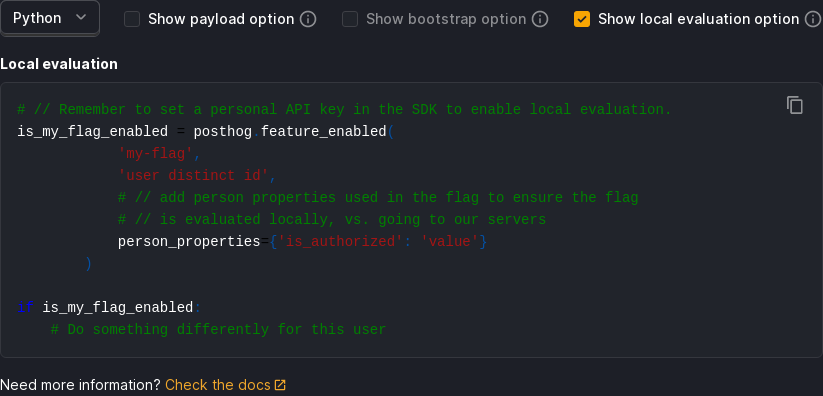 Python Show payload option Show bootstrap option Show local evaluation option
Local evaluation
# // Remember to set a personal API key in the SDK to enable local evaluation.
is_my_flag_enabled = posthog.feature_enabled(
'my-flag',
'user distinct id',
# // add person properties used in the flag to ensure the flag
# // is evaluated locally, vs. going to our servers
person_properties={'is_authorized': 'value'}
)
if is_my_flag_enabled:
# Do something differently for this user
Need more information? Check the docs